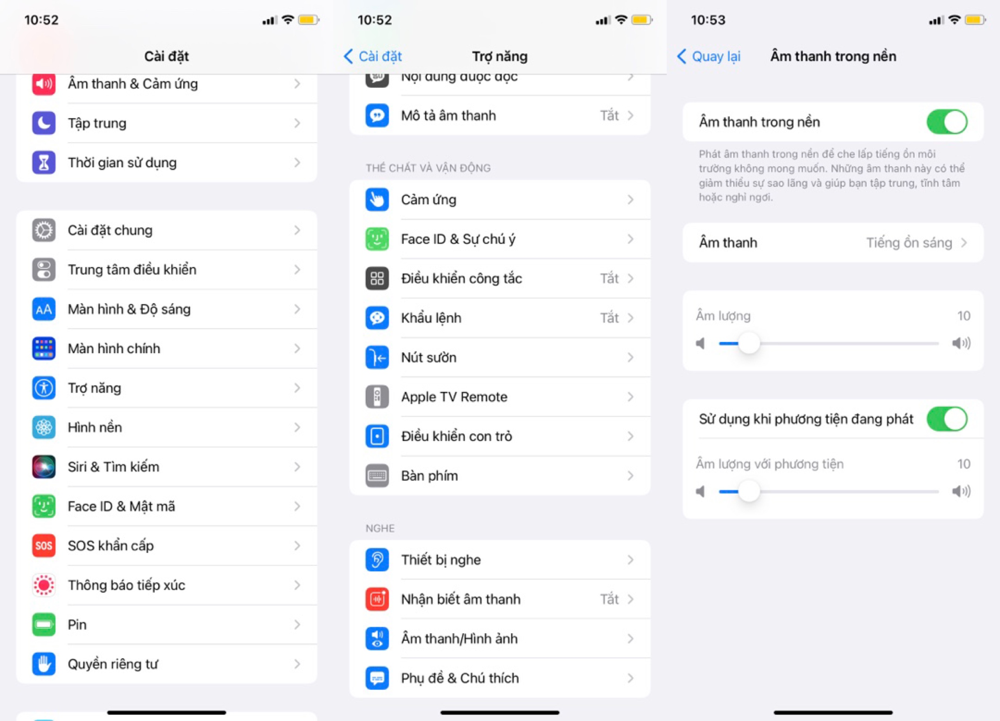 10:52
Cài đặt
Âm thanh & Cảm ứng
Tập trung
Thời gian sử dụng
Cài đặt chung
Trung tâm điều khiển
AA
Màn hình & Độ sáng
Màn hình chính
Trợ năng
Hình nền
Siri & Tìm kiếm
Face ID & Mật mã
SOS
SOS khẩn cấp
Thông báo tiếp xúc
Pin
Quyền riêng tư
10:52
Cài đặt
Trợ năng
Nội dung được đọc
Mô tả âm thanh Tắt
THỂ CHẤT VÀ VẬN ĐỘNG
Cảm ứng
Face ID & Sự chú ý
Điều khiển công tắc Tắt
Khẩu lệnh Tắt
Nút sườn
Apple TV Remote
Điều khiển con trỏ
Bàn phím
NGHE
Thiết bị nghe
Nhận biết âm thanh Tắt
Âm thanh/Hình ảnh
Phụ đề & Chú thích
10:53
Quay lại
Âm thanh trong nền
Âm thanh trong nền
Phát âm thanh trong nền để che lấp tiếng ồn môi
trường không mong muốn. Những âm thanh này có thể
giảm thiểu sự sao lãng và giúp bạn tập trung, tĩnh tâm
hoặc nghỉ ngơi.
Âm thanh Tiếng ồn sáng
Âm lượng 10
Sử dụng khi phương tiện đang phát
Âm lượng với phương tiện 10